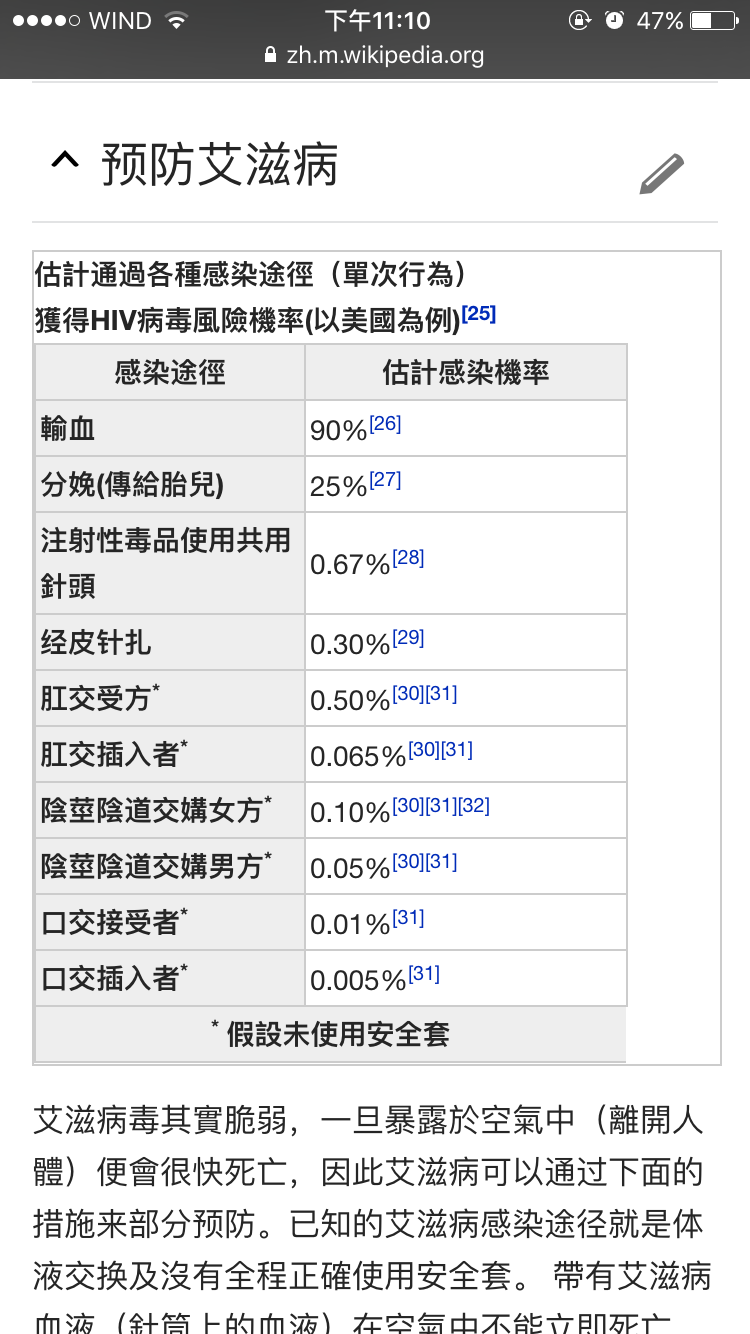 WIND 下午11:10 47%
zh.m.wikipedia.org
预防艾滋病
估計通過各種感染途徑（單次行為）
獲得HIV病毒風險機率(以美國為例)[25]
感染途徑 估計感染機率
輸血 90%[26]
分娩(傳給胎兒) 25%[27]
注射性毒品使用共用
針頭 0.67%[28]
经皮针扎 0.30%[29]
肛交受方* 0.50%[30][31]
肛交插入者* 0.065%[30][31]
陰莖陰道交媾女方* 0.10%[30][31][32]
陰莖陰道交媾男方* 0.05%[30][31]
口交接受者* 0.01%[31]
口交插入者* 0.005%[31]
* 假設未使用安全套
艾滋病毒其實脆弱，一旦暴露於空氣中（離開人
體）便會很快死亡，因此艾滋病可以通过下面的
措施来部分预防。已知的艾滋病感染途径就是体
液交换及沒有全程正確使用安全套。 帶有艾滋病
血液（針筒上的血液）在空氣中不能立即死亡